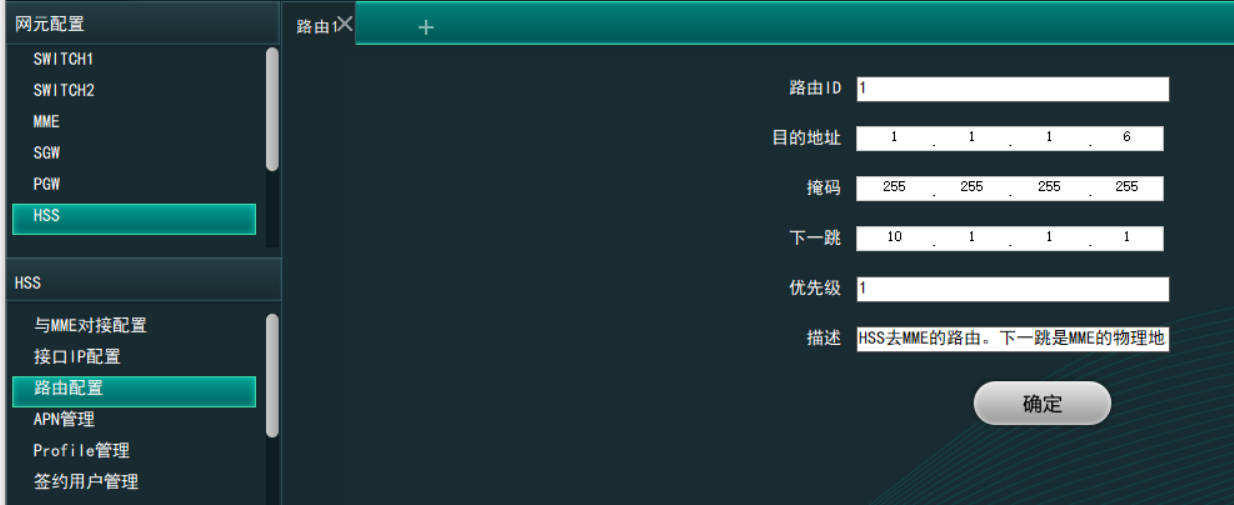 网元配置
SWITCH1
SWITCH2
MME
SGW
PGW
HSS
HSS
与MME对接配置
接口IP配置
路由配置
APN管理
Profile管理
签约用户管理
路由1
+
路由ID 1
目的地址 1 . 1 . 1 . 6
掩码 255 . 255 . 255 . 255
下一跳 10 . 1 . 1 . 1
优先级 1
描述 HSS去MME的路由。下一跳是MME的物理地
确定